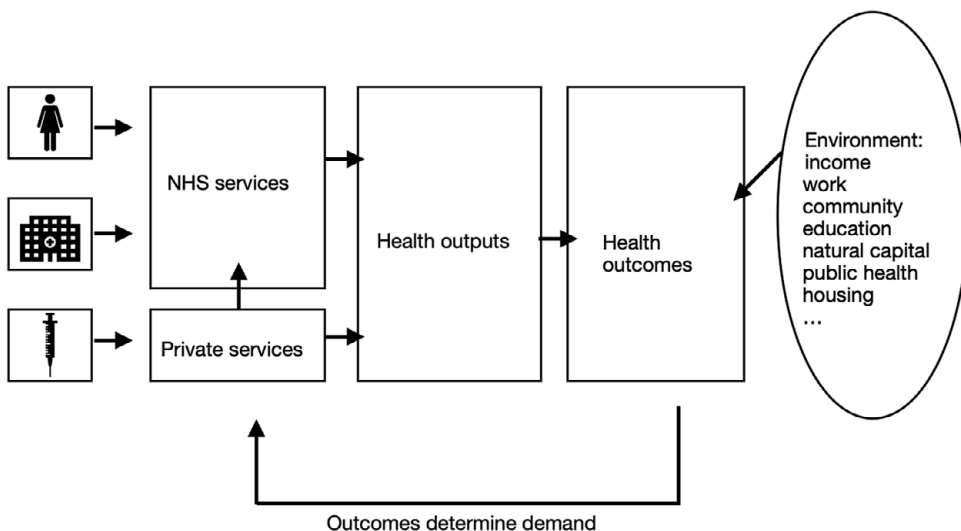 NHS services
Private services
Health outputs
Health
outcomes
Environment:
income
work
community
education
natural capital
public health
housing
...
Outcomes determine demand